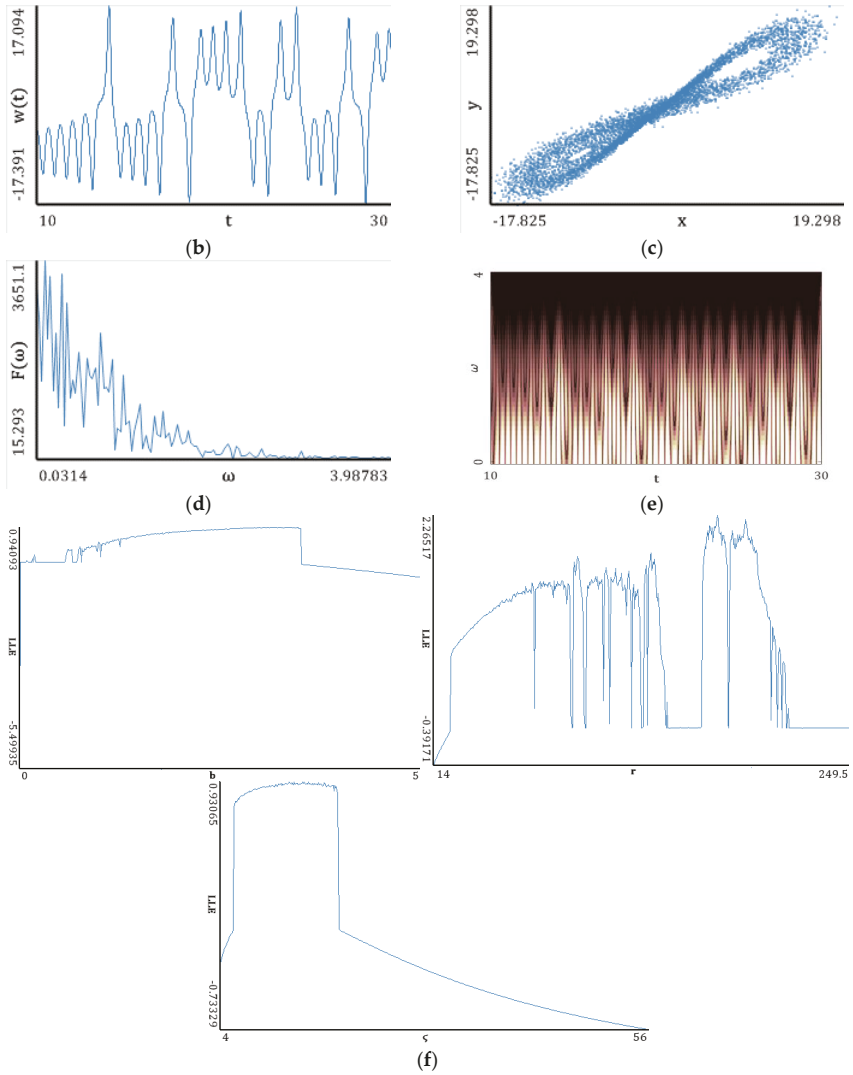 17.094
w(t)
-17.391
10
t
30
(b)
19.298
y
-17.825
-17.825
x
19.298
(c)
3651.1
F(ω)
15.293
0.0314
ω
3.98783
(d)
4
ω
0
10
t
30
(e)
0.94093
LLE
-5.49935
0
b
5
2.26517
LLE
-0.39171
14
r
249.5
0.93065
LLE
-0.73329
4
ς
56
(f)